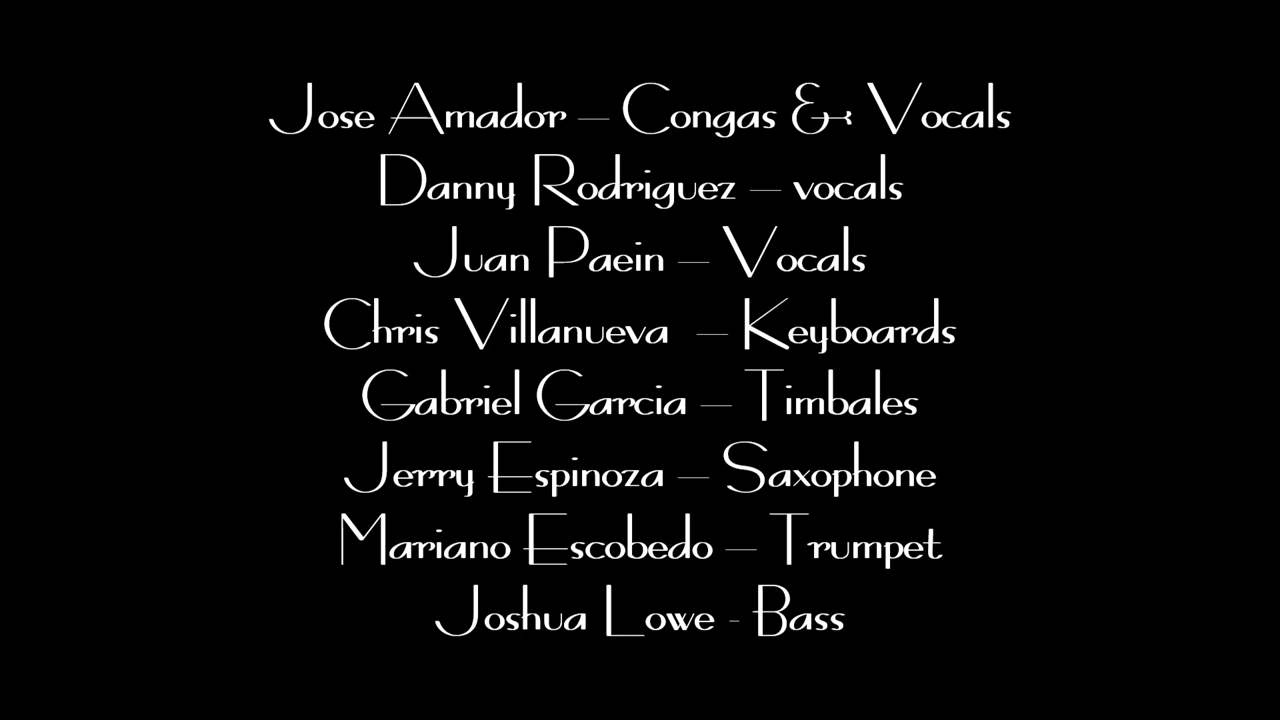 Jose Amador – Congas & Vocals
Danny Rodriguez – vocals
Juan Paein – Vocals
Chris Villanueva – Keyboards
Gabriel Garcia – Timbales
Jerry Espinoza – Saxophone
Mariano Escobedo – Trumpet
Joshua Lowe - Bass